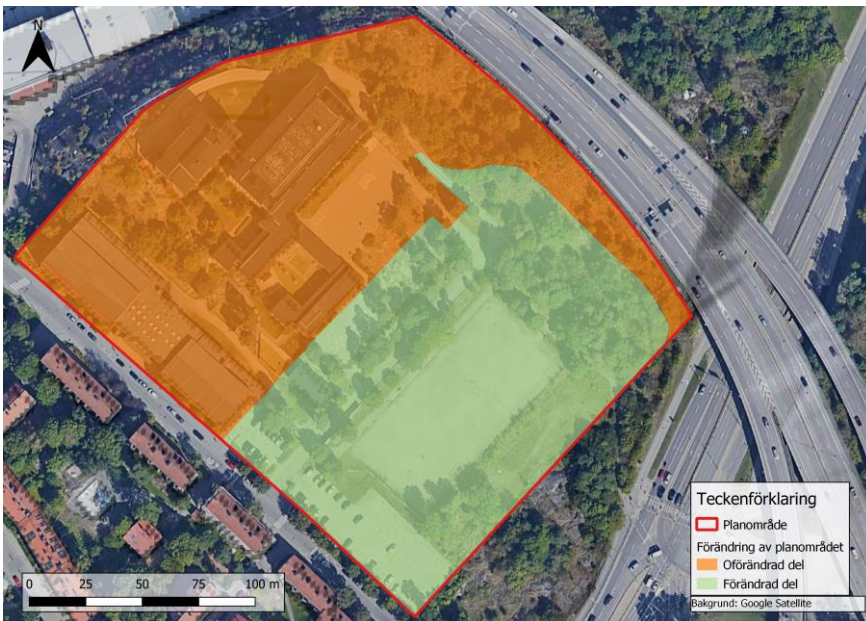 N
Teckenförklaring
Planområde
Förändring av planområdet
Oförändrad del
Förändrad del
Bakgrund: Google Satellite
0 25 50 75 100 m